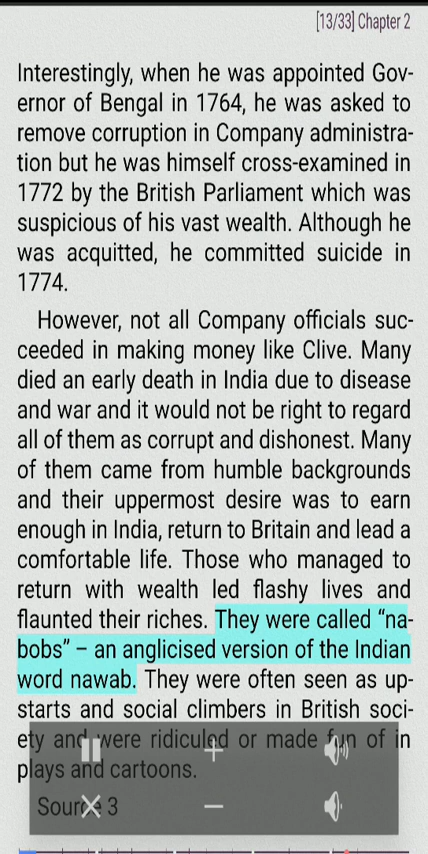 [13/33] Chapter 2
Interestingly, when he was appointed Gov-
ernor of Bengal in 1764, he was asked to
remove corruption in Company administra-
tion but he was himself cross-examined in
1772 by the British Parliament which was
suspicious of his vast wealth. Although he
was acquitted, he committed suicide in
1774.
However, not all Company officials suc-
ceeded in making money like Clive. Many
died an early death in India due to disease
and war and it would not be right to regard
all of them as corrupt and dishonest. Many
of them came from humble backgrounds
and their uppermost desire was to earn
enough in India, return to Britain and lead a
comfortable life. Those who managed to
return with wealth led flashy lives and
flaunted their riches. They were called “na-
bobs” – an anglicised version of the Indian
word nawab. They were often seen as up-
starts and social climbers in British soci-
ety and were ridiculed or made fun of in
plays and cartoons.
Source 3